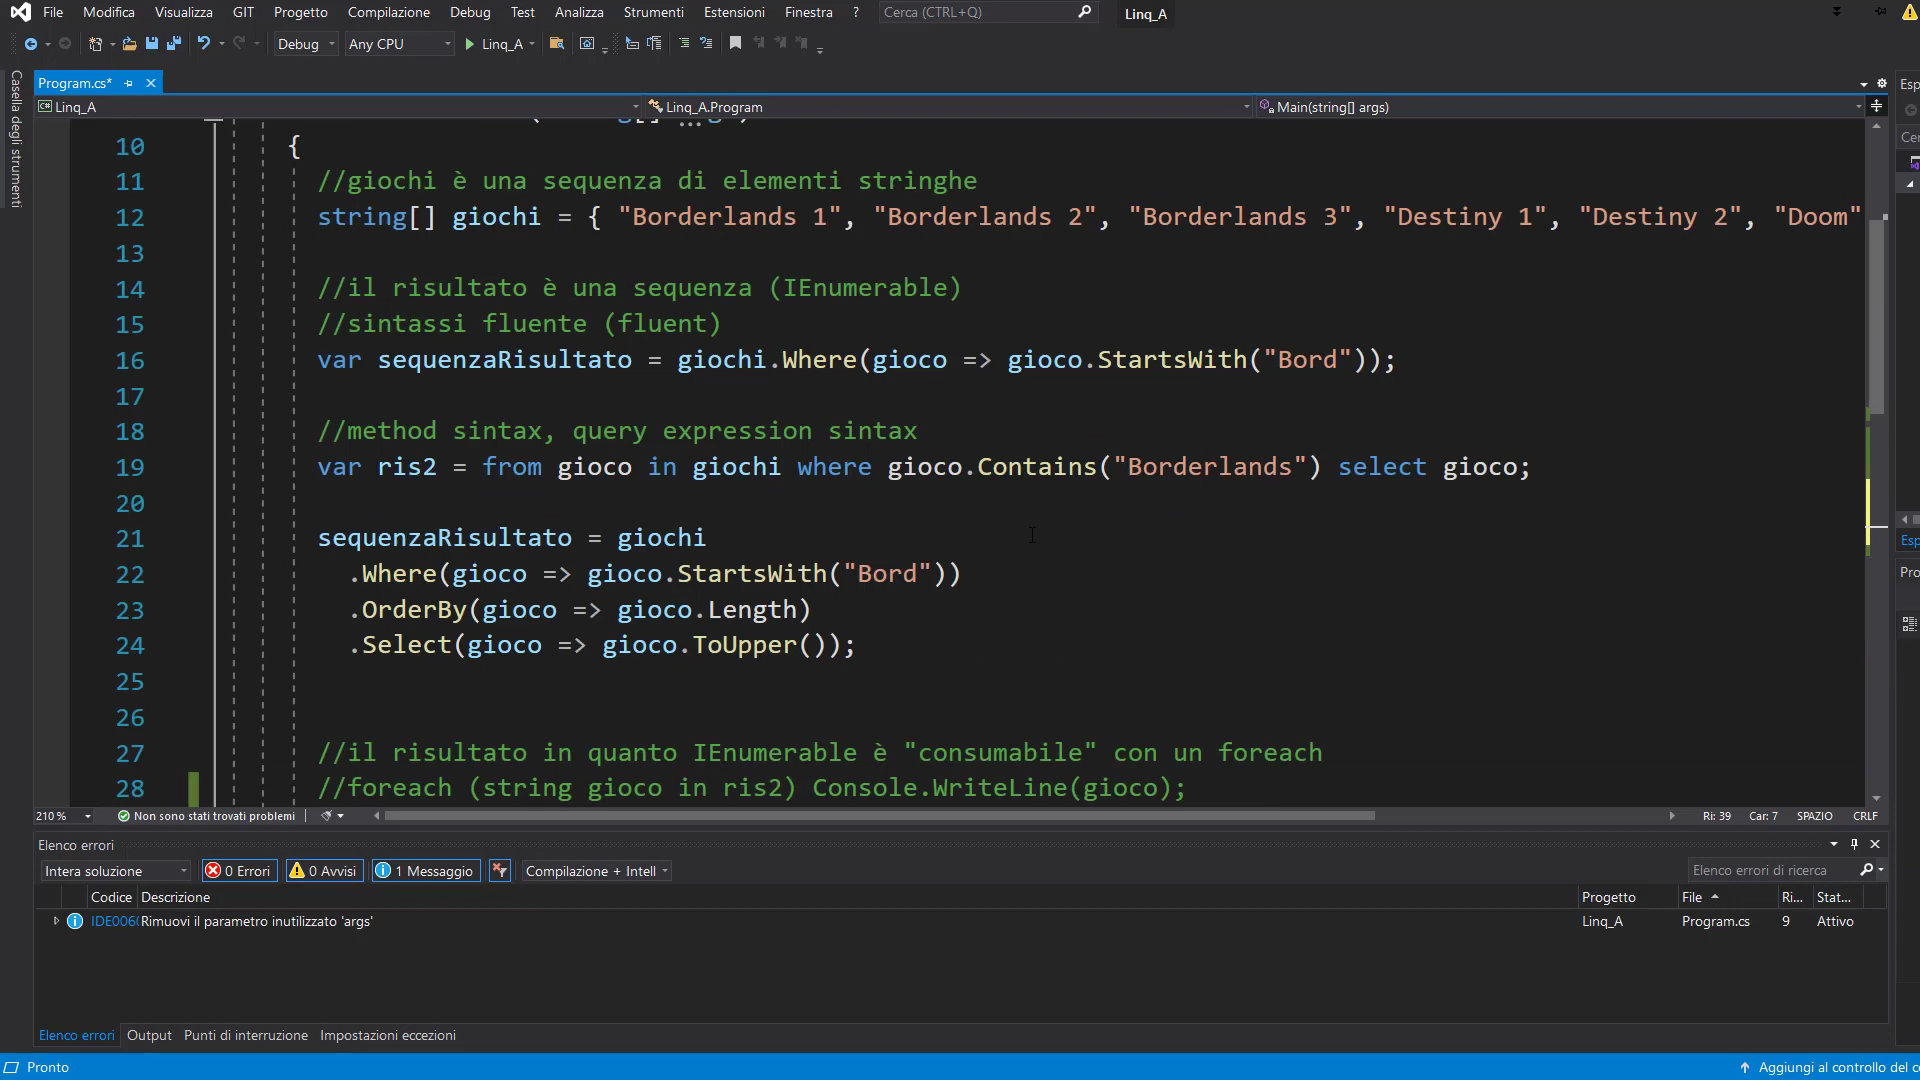 File Modifica Visualizza GIT Progetto Compilazione Debug Test Analizza Strumenti Estensioni Finestra ? Cerca (CTRL+Q) Linq_A
Debug Any CPU Linq_A
Casella degli strumenti
Program.cs*
Linq_A Linq_A.Program Main(string[] args)
10 {
11 //giochi è una sequenza di elementi stringhe
12 string[] giochi = { "Borderlands 1", "Borderlands 2", "Borderlands 3", "Destiny 1", "Destiny 2", "Doom"
13
14 //il risultato è una sequenza (IEnumerable)
15 //sintassi fluente (fluent)
16 var sequenzaRisultato = giochi.Where(gioco => gioco.StartsWith("Bord"));
17
18 //method sintax, query expression sintax
19 var ris2 = from gioco in giochi where gioco.Contains("Borderlands") select gioco;
20
21 sequenzaRisultato = giochi
22 .Where(gioco => gioco.StartsWith("Bord"))
23 .OrderBy(gioco => gioco.Length)
24 .Select(gioco => gioco.ToUpper());
25
26
27 //il risultato in quanto IEnumerable è "consumabile" con un foreach
28 //foreach (string gioco in ris2) Console.WriteLine(gioco);
210 % Non sono stati trovati problemi Ri: 39 Car: 7 SPAZIO CRLF
Elenco errori
Intera soluzione 0 Errori 0 Avvisi 1 Messaggio Compilazione + Intell Elenco errori di ricerca
Codice Descrizione Progetto File Ri... Stat...
IDE006 Rimuovi il parametro inutilizzato 'args' Linq_A Program.cs 9 Attivo
Elenco errori Output Punti di interruzione Impostazioni eccezioni
Pronto Aggiungi al controllo del
Esp
Cer
Esp
Pro